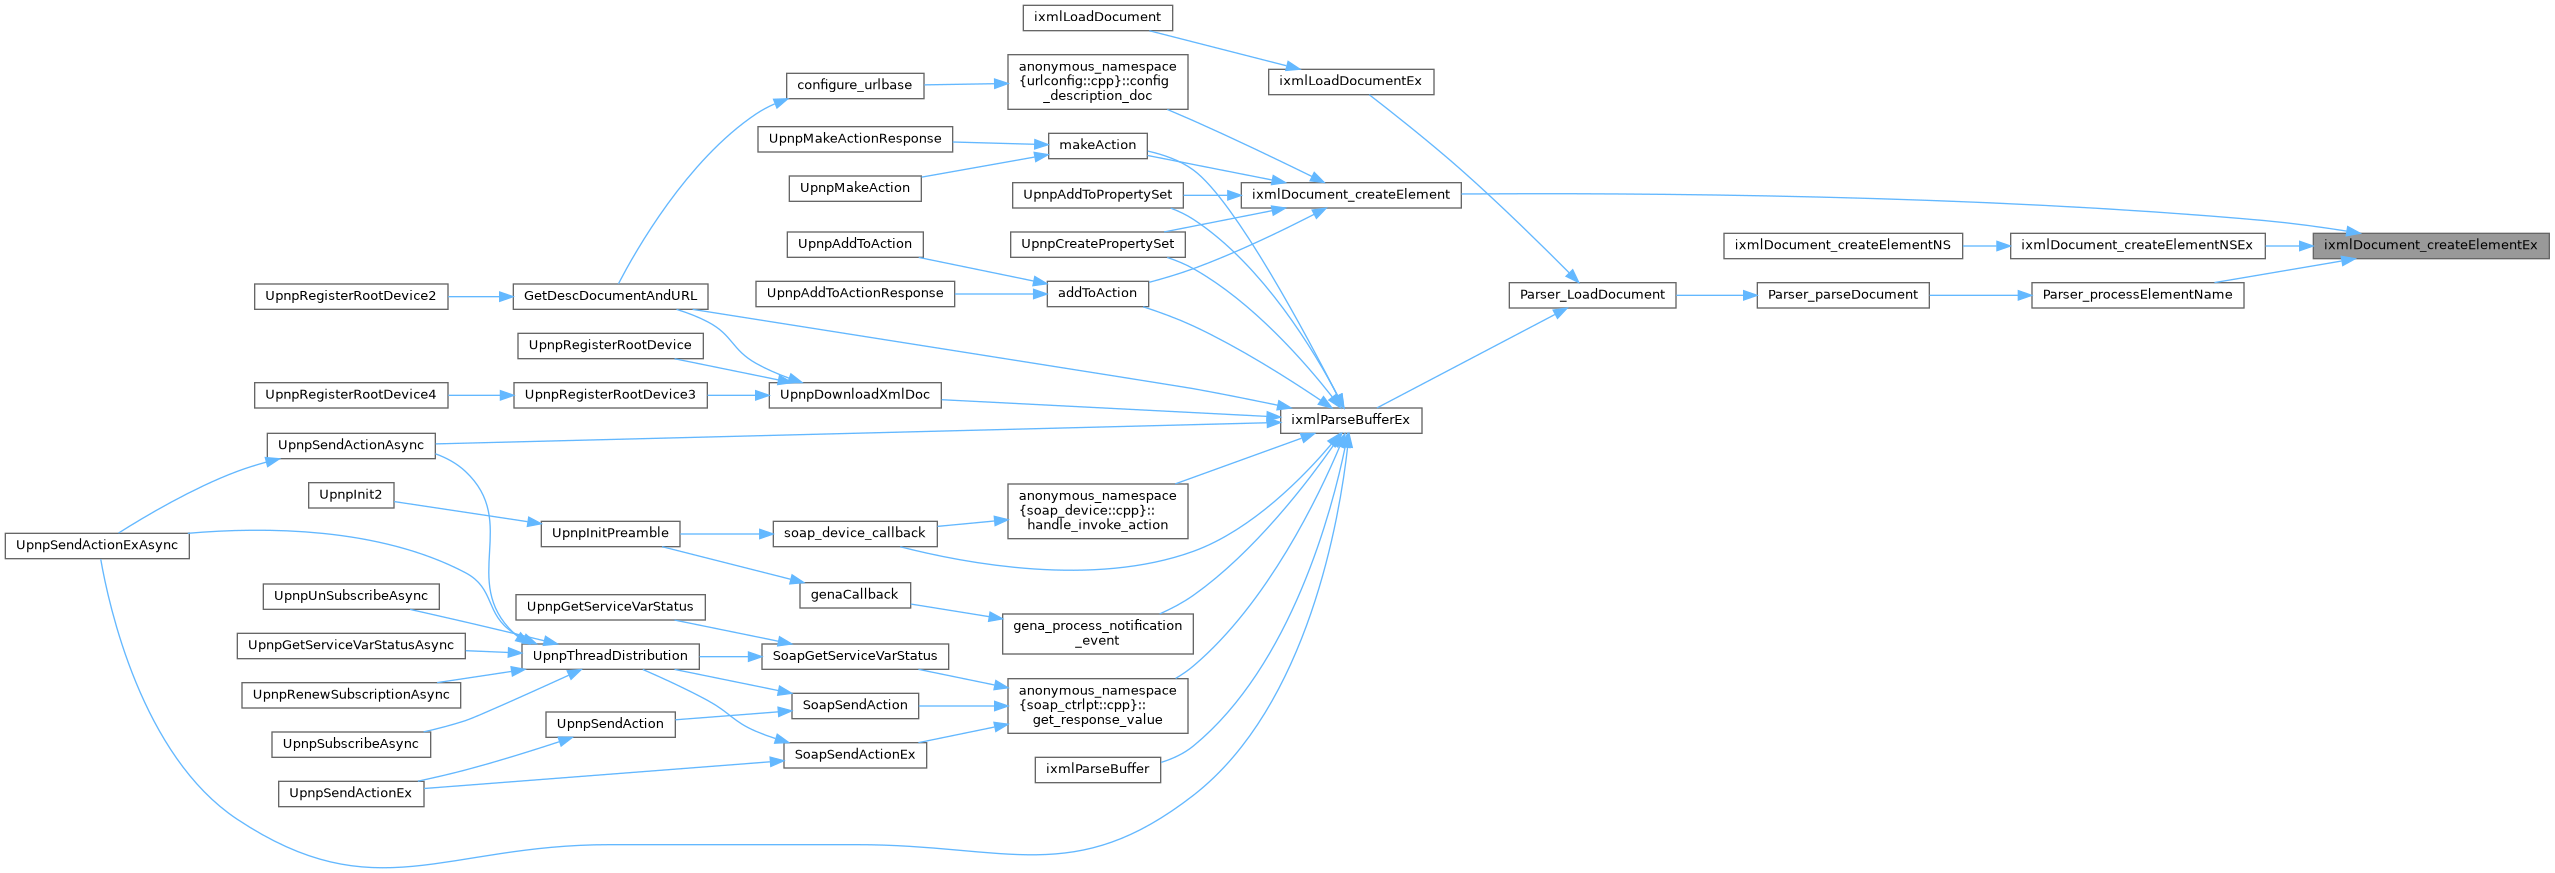 ixmlLoadDocument
anonymous_namespace
{urlconfig::cpp}::config
_description_doc
configure_urlbase
ixmlLoadDocumentEx
UpnpMakeActionResponse
makeAction
UpnpMakeAction
UpnpAddToPropertySet
ixmlDocument_createElement
UpnpAddToAction
UpnpCreatePropertySet
ixmlDocument_createElementNS
ixmlDocument_createElementNSEx
ixmlDocument_createElementEx
UpnpRegisterRootDevice2
GetDescDocumentAndURL
UpnpAddToActionResponse
addToAction
Parser_LoadDocument
Parser_parseDocument
Parser_processElementName
UpnpRegisterRootDevice
UpnpRegisterRootDevice4
UpnpRegisterRootDevice3
UpnpDownloadXmlDoc
ixmlParseBufferEx
UpnpSendActionAsync
UpnpInit2
anonymous_namespace
{soap_device::cpp}::
handle_invoke_action
UpnpSendActionExAsync
UpnpInitPreamble
soap_device_callback
UpnpUnSubscribeAsync
UpnpGetServiceVarStatus
genaCallback
gena_process_notification
_event
UpnpGetServiceVarStatusAsync
UpnpThreadDistribution
SoapGetServiceVarStatus
UpnpRenewSubscriptionAsync
SoapSendAction
anonymous_namespace
{soap_ctrlpt::cpp}::
get_response_value
UpnpSendAction
UpnpSubscribeAsync
SoapSendActionEx
ixmlParseBuffer
UpnpSendActionEx